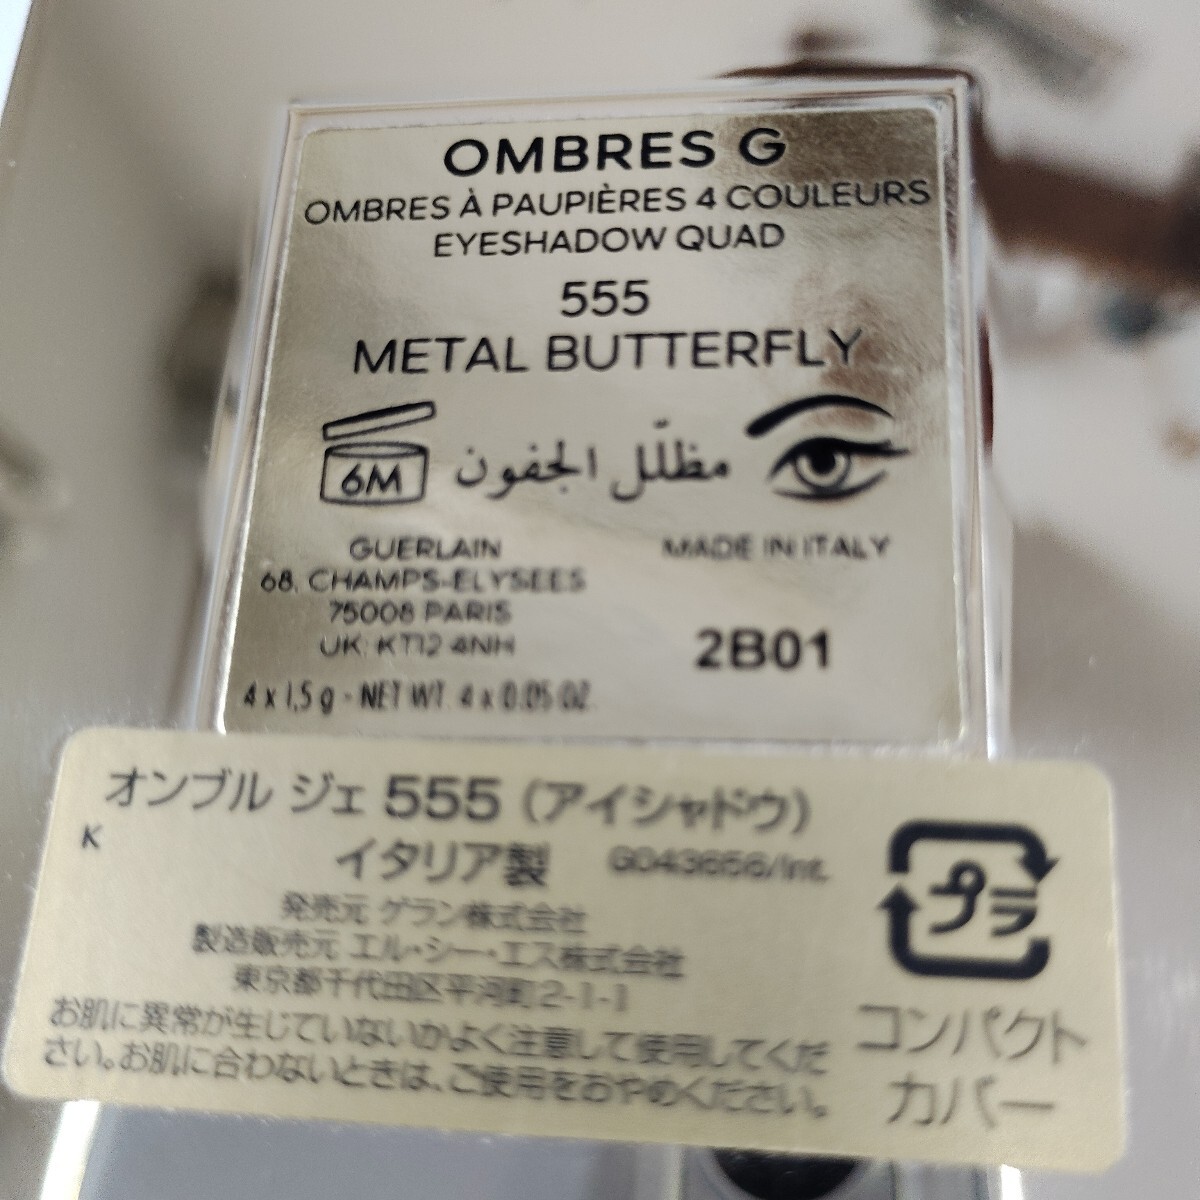 OMBRES G
OMBRES À PAUPIÈRES 4 COULEURS
EYESHADOW QUAD
555
METAL BUTTERFLY
6M
مظلّل الجفون
GUERLAIN
68, CHAMPS-ELYSEES
75008 PARIS
UK: KT12 4NH
MADE IN ITALY
2B01
4 x 1,5 g - NET WT. 4 x 0.05 OZ.
オンブル ジェ 555 (アイシャドウ)
K
イタリア製 G043656/Int.
発売元 ゲラン株式会社
製造販売元 エル・シー・エス株式会社
東京都千代田区平河町2-1-1
お肌に異常が生じていないかよく注意して使用してくだ
さい。お肌に合わないときは、ご使用をおやめください。
プラ
コンパクト
カバー